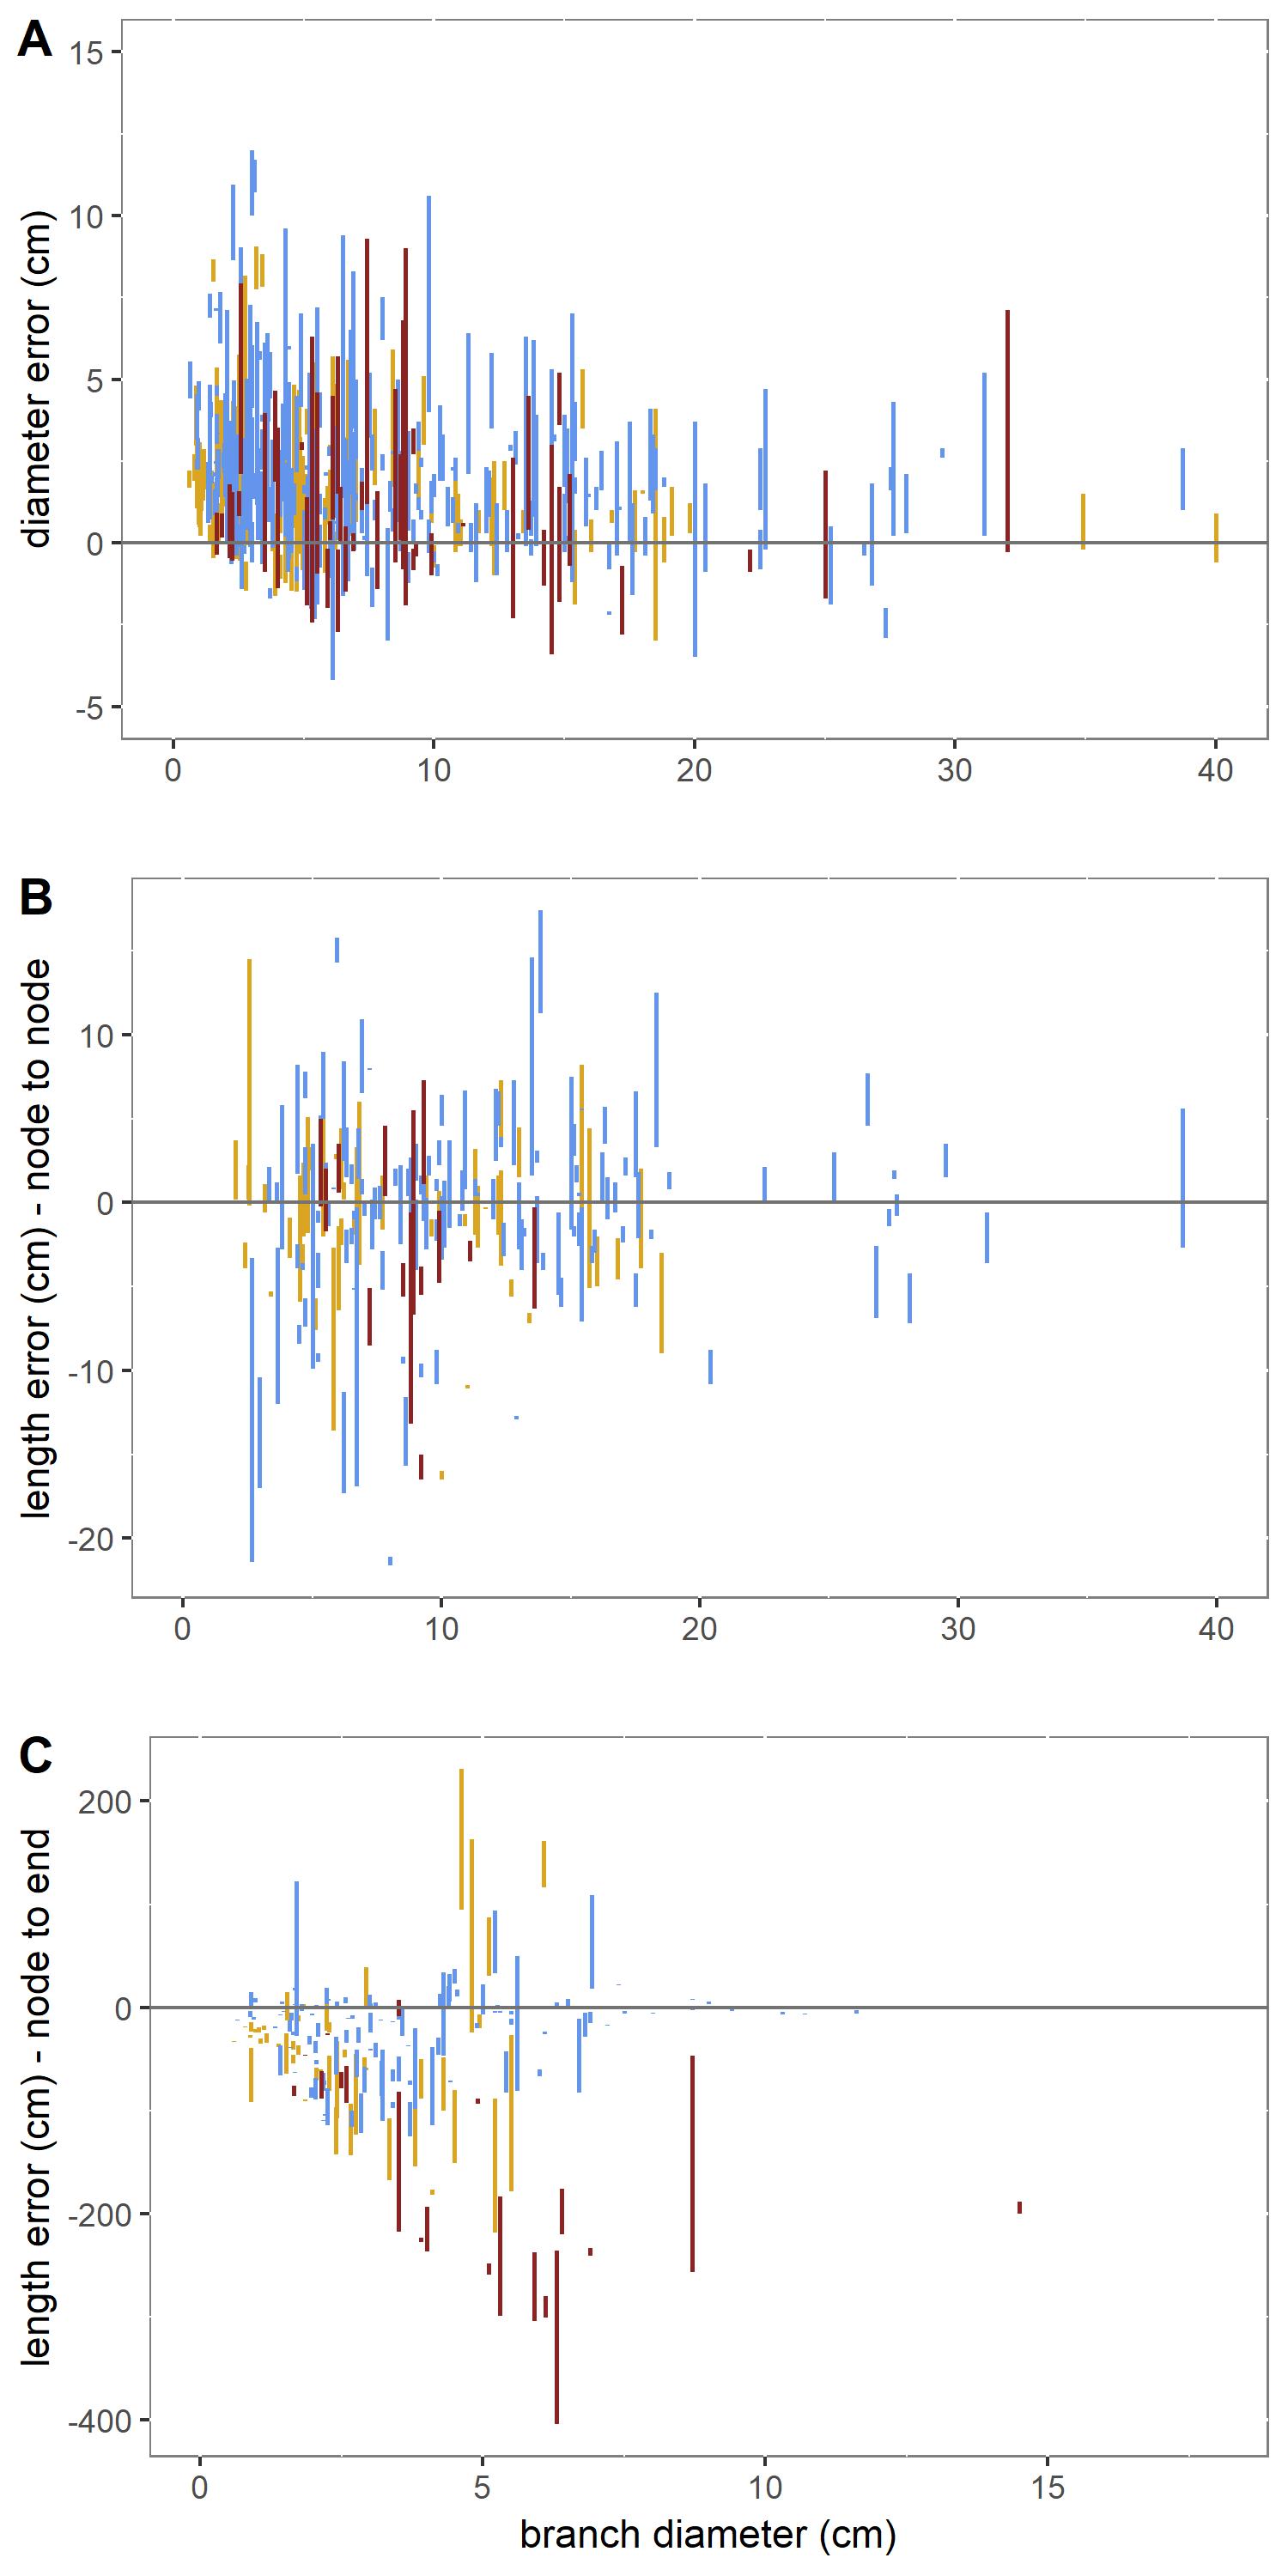 A
diameter error (cm)
15
10
5
0
-5
0 10 20 30 40
B
length error (cm) - node to node
10
0
-10
-20
0 10 20 30 40
C
length error (cm) - node to end
200
0
-200
-400
0 5 10 15
branch diameter (cm)